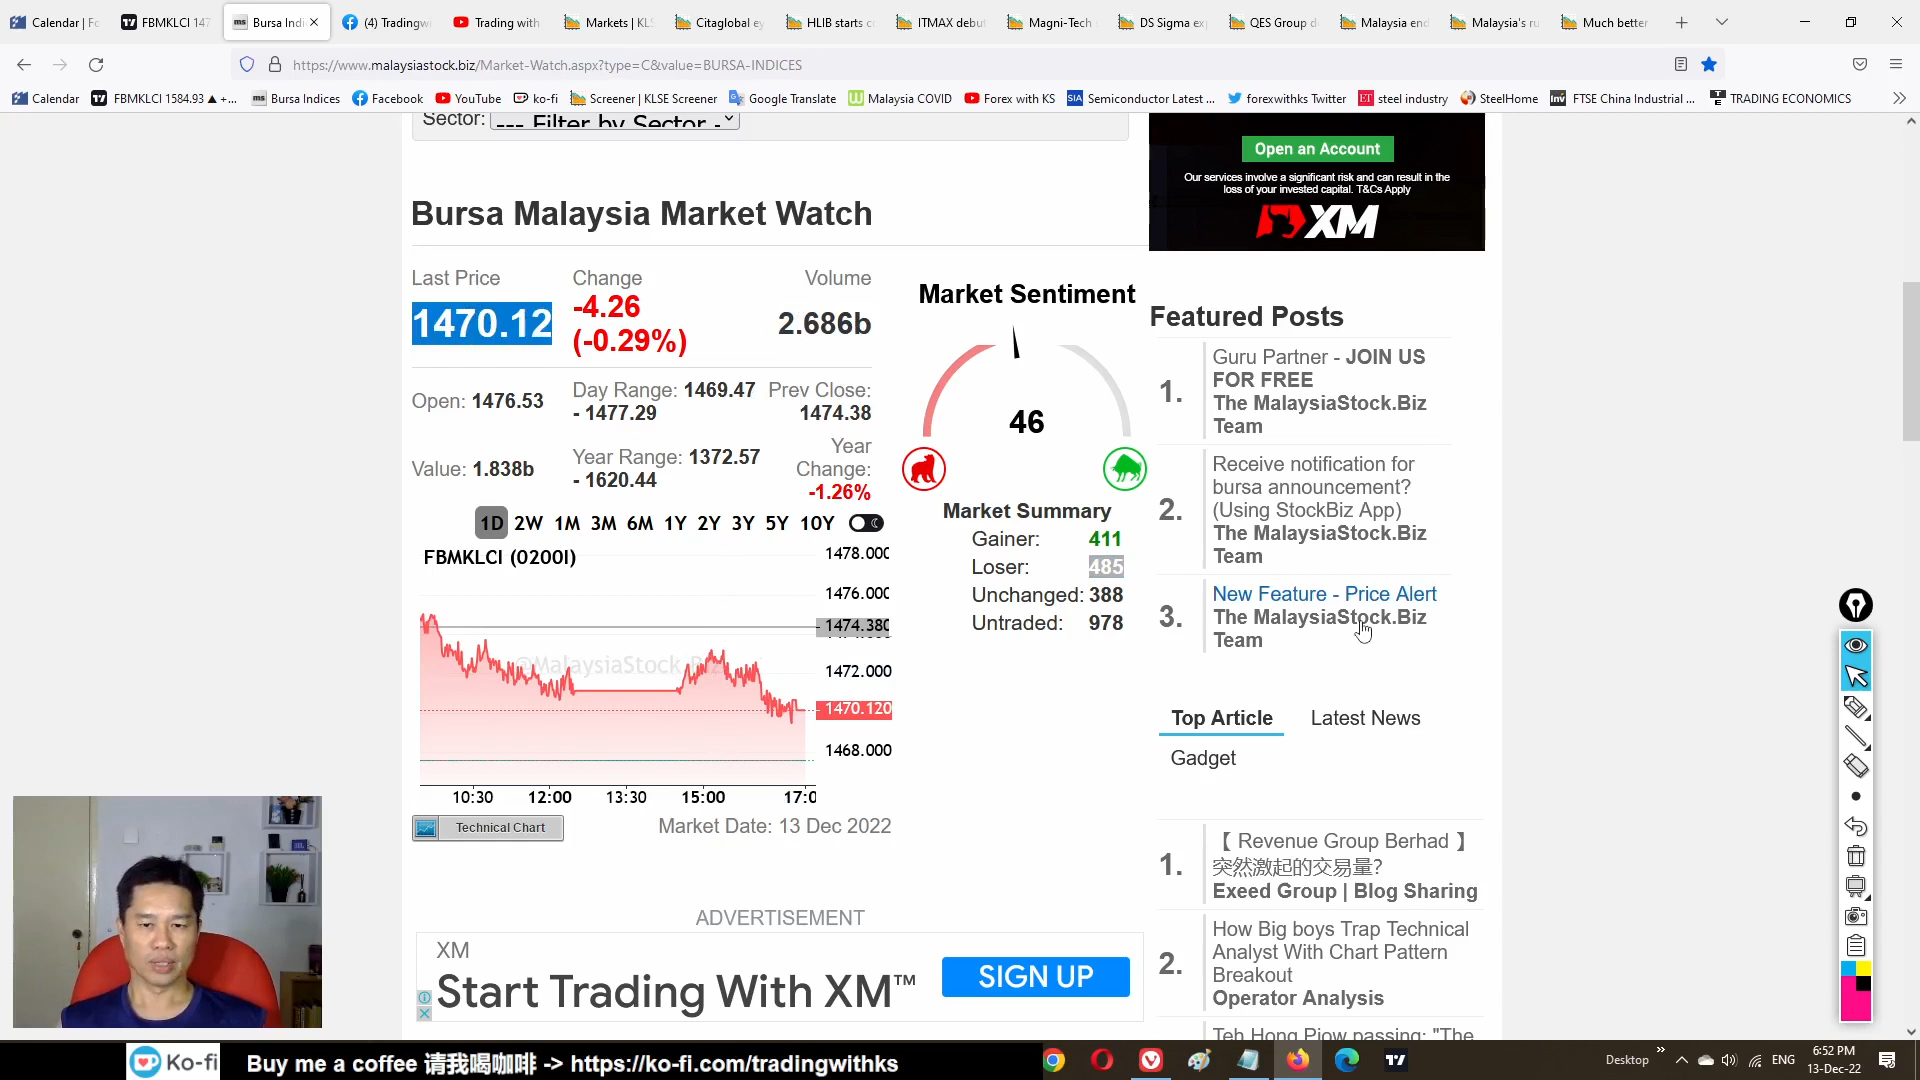 Calendar | Fo
FBMKLCI 147
Bursa Indi
(4) Tradingw
Trading with
Markets | KLS
Citaglobal ey
HLIB starts c
ITMAX debut
Magni-Tech
DS Sigma ex
QES Group d
Malaysia end
Malaysia's ru
Much better
https://www.malaysiastock.biz/Market-Watch.aspx?type=C&value=BURSA-INDICES
Calendar
FBMKLCI 1584.93 ▲ +...
Bursa Indices
Facebook
YouTube
ko-fi
Screener | KLSE Screener
Google Translate
Malaysia COVID
Forex with KS
Semiconductor Latest ...
forexwithks Twitter
steel industry
SteelHome
FTSE China Industrial ...
TRADING ECONOMICS
Sector: --- Filter by Sector -
Open an Account
Our services involve a significant risk and can result in the
loss of your invested capital. T&Cs Apply
XM
Bursa Malaysia Market Watch
Last Price
Change
Volume
1470.12
-4.26
(-0.29%)
2.686b
Open: 1476.53
Day Range: 1469.47
- 1477.29
Prev Close:
1474.38
Value: 1.838b
Year Range: 1372.57
- 1620.44
Year
Change:
-1.26%
1D 2W 1M 3M 6M 1Y 2Y 3Y 5Y 10Y
FBMKLCI (0200I)
1478.000
1476.000
1474.380
1472.000
1470.120
1468.000
@MalaysiaStock.Biz
10:30 12:00 13:30 15:00 17:0
Technical Chart
Market Date: 13 Dec 2022
Market Sentiment
46
Market Summary
Gainer: 411
Loser: 485
Unchanged: 388
Untraded: 978
Featured Posts
1.
Guru Partner - JOIN US
FOR FREE
The MalaysiaStock.Biz
Team
2.
Receive notification for
bursa announcement?
(Using StockBiz App)
The MalaysiaStock.Biz
Team
3.
New Feature - Price Alert
The MalaysiaStock.Biz
Team
Top Article
Latest News
Gadget
1.
【 Revenue Group Berhad 】
突然激起的交易量?
Exeed Group | Blog Sharing
2.
How Big boys Trap Technical
Analyst With Chart Pattern
Breakout
Operator Analysis
Teh Hong Piow passing: "The
ADVERTISEMENT
XM
Start Trading With XM™
SIGN UP
Ko-fi
Buy me a coffee 请我喝咖啡 -> https://ko-fi.com/tradingwithks
Desktop
ENG
6:52 PM
13-Dec-22